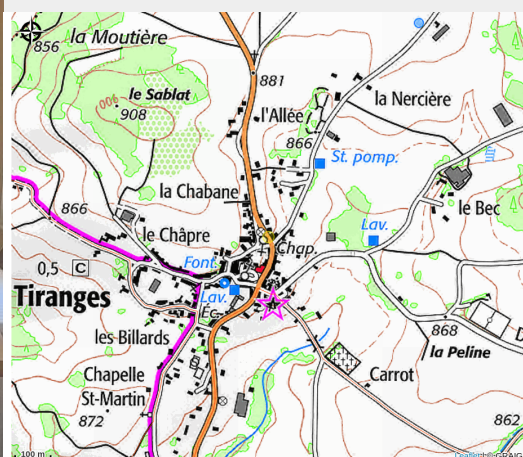 856
la Moutière
881
le Sablat
908
900
la Nercière
l'Allée
866
St. pomp.
la Chabane
866
le Bec
le Châpre
Lav.
Chap.
Font.
0,5 C
Tiranges
Lav.
Éc.
les Billards
868
la Peline
Chapelle
St-Martin
Carrot
872
862
100 m